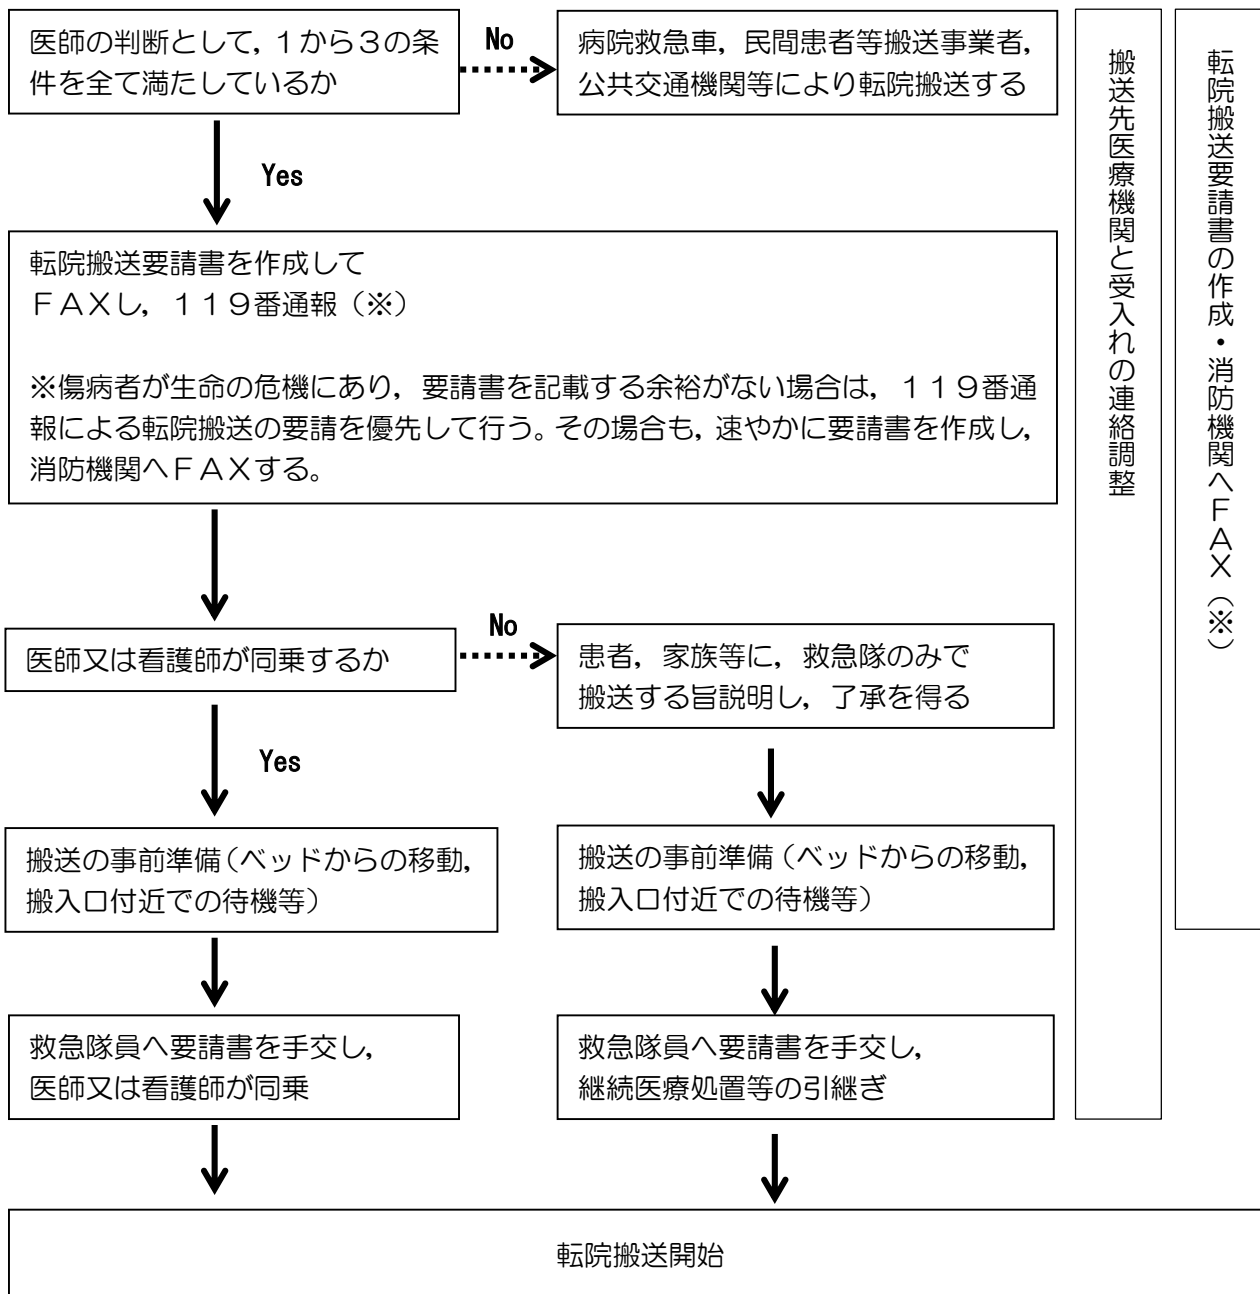 医師の判断として，１から３の条
件を全て満たしているか
No
病院救急車，民間患者等搬送事業者，
公共交通機関等により転院搬送する
Yes
転院搬送要請書を作成して
ＦＡＸし，１１９番通報（※）
※傷病者が生命の危機にあり，要請書を記載する余裕がない場合は，１１９番通
報による転院搬送の要請を優先して行う。その場合も，速やかに要請書を作成し，
消防機関へＦＡＸする。
医師又は看護師が同乗するか
No
患者，家族等に，救急隊のみで
搬送する旨説明し，了承を得る
Yes
搬送の事前準備（ベッドからの移動，
搬入口付近での待機等）
搬送の事前準備（ベッドからの移動，
搬入口付近での待機等）
救急隊員へ要請書を手交し，
医師又は看護師が同乗
救急隊員へ要請書を手交し，
継続医療処置等の引継ぎ
転院搬送開始
搬送先医療機関と受入れの連絡調整
転院搬送要請書の作成・消防機関へＦＡＸ（※）